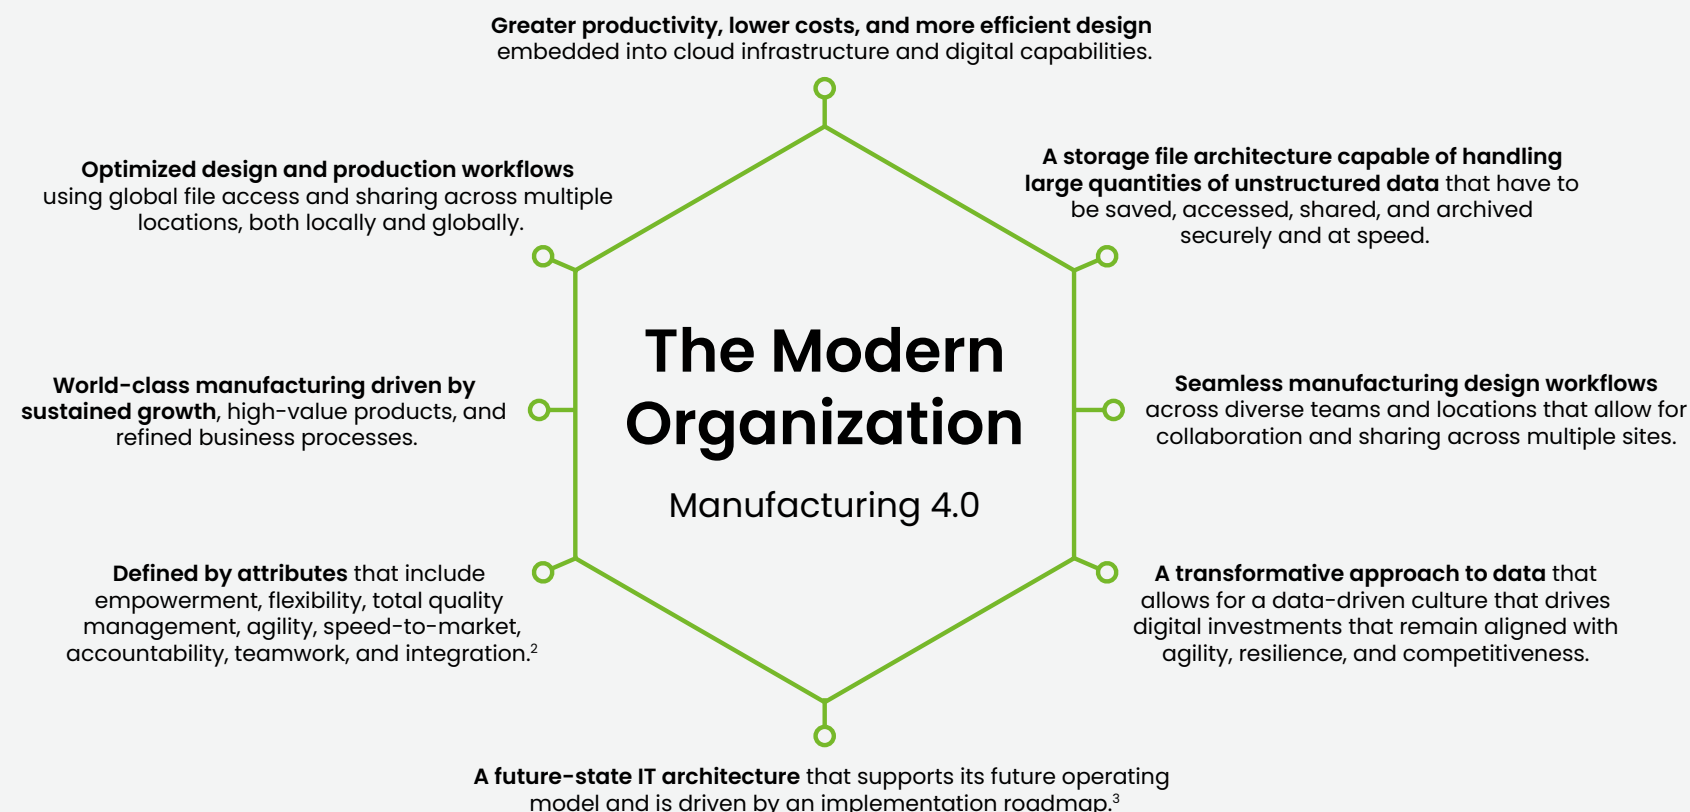 Greater productivity, lower costs, and more efficient design
embedded into cloud infrastructure and digital capabilities.
Optimized design and production workflows
using global file access and sharing across multiple
locations, both locally and globally.
A storage file architecture capable of handling
large quantities of unstructured data that have to
be saved, accessed, shared, and archived
securely and at speed.
The Modern
Organization
Manufacturing 4.0
World-class manufacturing driven by
sustained growth, high-value products, and
refined business processes.
Seamless manufacturing design workflows
across diverse teams and locations that allow for
collaboration and sharing across multiple sites.
Defined by attributes that include
empowerment, flexibility, total quality
management, agility, speed-to-market,
accountability, teamwork, and integration.²
A transformative approach to data that
allows for a data-driven culture that drives
digital investments that remain aligned with
agility, resilience, and competitiveness.
A future-state IT architecture that supports its future operating
model and is driven by an implementation roadmap.³